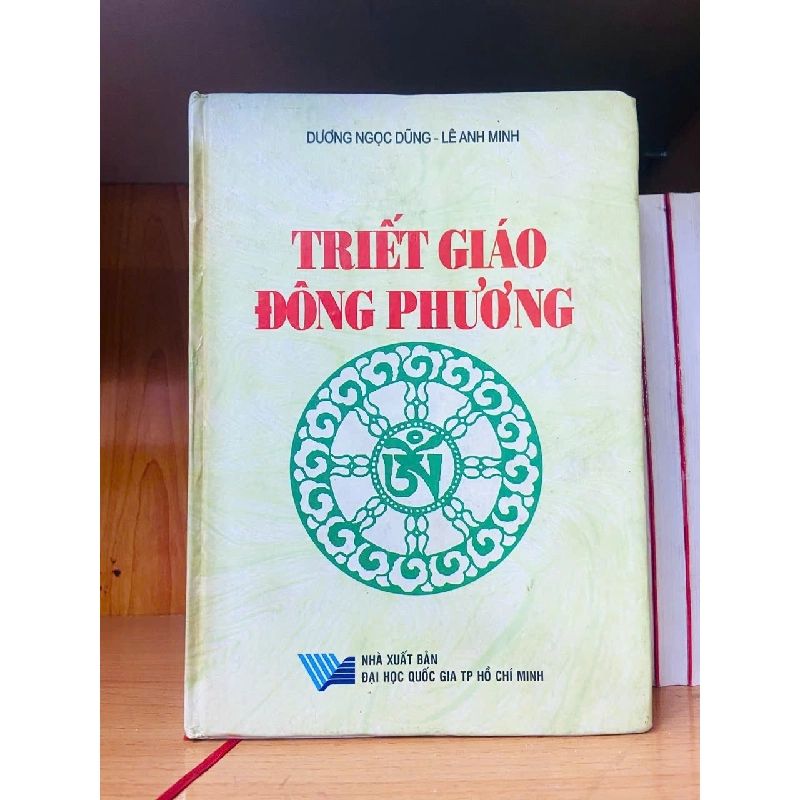 DƯƠNG NGỌC DŨNG - LÊ ANH MINH
TRIẾT GIÁO
ĐÔNG PHƯƠNG
ༀ
NHÀ XUẤT BẢN
ĐẠI HỌC QUỐC GIA TP HỒ CHÍ MINH